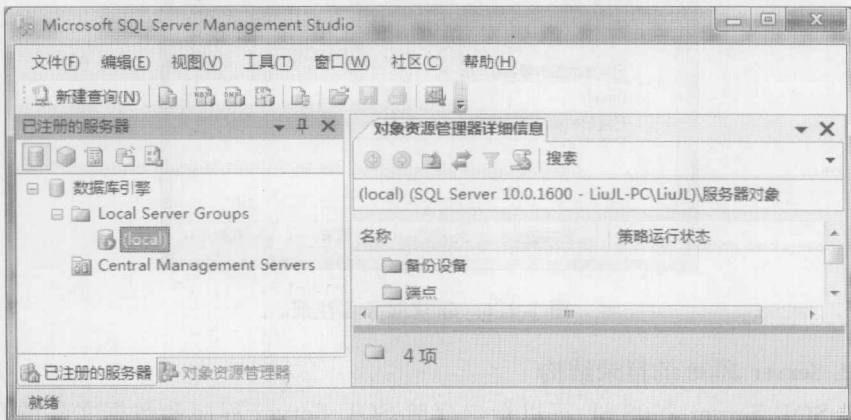 Microsoft SQL Server Management Studio
文件(F) 编辑(E) 视图(V) 工具(T) 窗口(W) 社区(C) 帮助(H)
新建查询(N)
已注册的服务器
对象资源管理器详细信息
搜索
数据库引擎
(local) (SQL Server 10.0.1600 - LiuJL-PC\LiuJL)\服务器对象
Local Server Groups
(local)
名称 策略运行状态
Central Management Servers
备份设备
端点
4 项
已注册的服务器 对象资源管理器
就绪